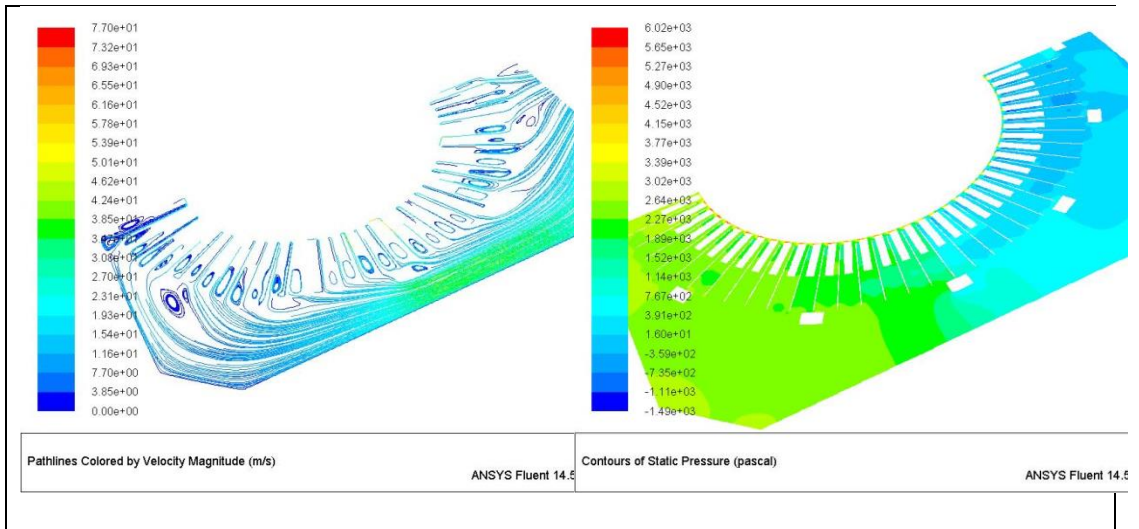 7.70e+01
7.32e+01
6.93e+01
6.55e+01
6.16e+01
5.78e+01
5.39e+01
5.01e+01
4.62e+01
4.24e+01
3.85e+01
3.08e+01
2.70e+01
2.31e+01
1.93e+01
1.54e+01
1.16e+01
7.70e+00
3.85e+00
0.00e+00
Pathlines Colored by Velocity Magnitude (m/s)
ANSYS Fluent 14.5
6.02e+03
5.65e+03
5.27e+03
4.90e+03
4.52e+03
4.15e+03
3.77e+03
3.39e+03
3.02e+03
2.64e+03
2.27e+03
1.89e+03
1.52e+03
1.14e+03
7.67e+02
3.91e+02
1.60e+01
-3.59e+02
-7.35e+02
-1.11e+03
-1.49e+03
Contours of Static Pressure (pascal)
ANSYS Fluent 14.5